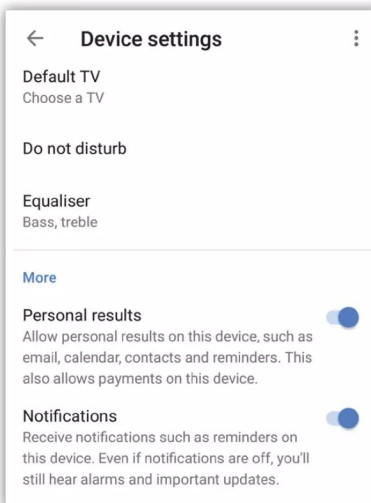 Device settings
Default TV
Choose a TV
Do not disturb
Equaliser
Bass, treble
More
Personal results
Allow personal results on this device, such as
email, calendar, contacts and reminders. This
also allows payments on this device.
Notifications
Receive notifications such as reminders on
this device. Even if notifications are off, you'll
still hear alarms and important updates.